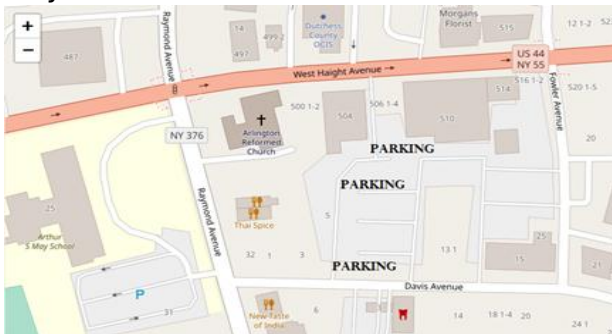 +
−
487
Raymond Avenue
14
497
499-2
Dutchess
County
OCIS
Morgans
Florist
515
12 1-2
US 44
NY 55
West Haight Avenue
516 1-2
520 1-5
Fowler Avenue
NY 376
Arlington
Reformed
Church
500 1-2
504
506 1-4
510
514
PARKING
PARKING
20
25
Arthur
S May School
Raymond Avenue
Thai Spice
5
32
1
3
13 1
25
15
21
PARKING
Davis Avenue
P
31
New Taste
of India
6
14
18 1-4
20
24 1